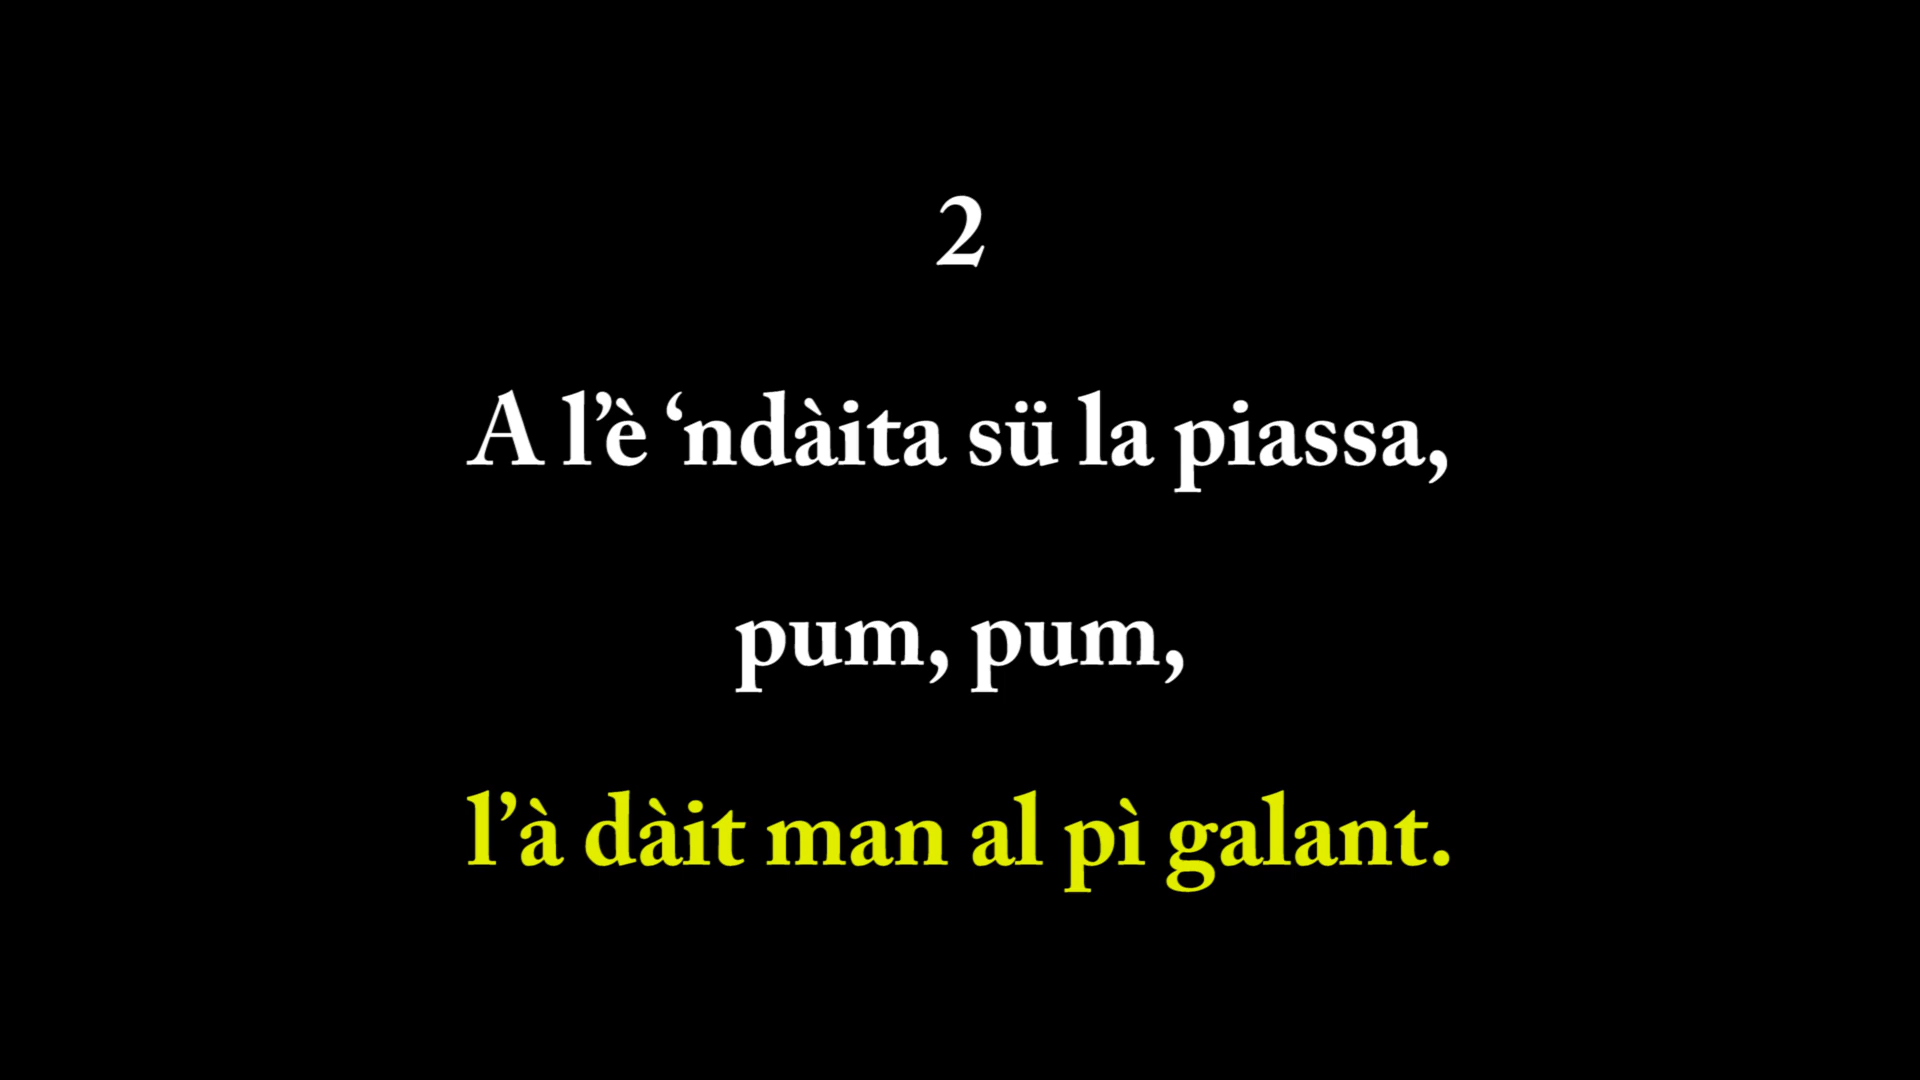 2
A l’è ‘ndàita sü la piassa,
pum, pum,
l’à dàit man al pì galant.